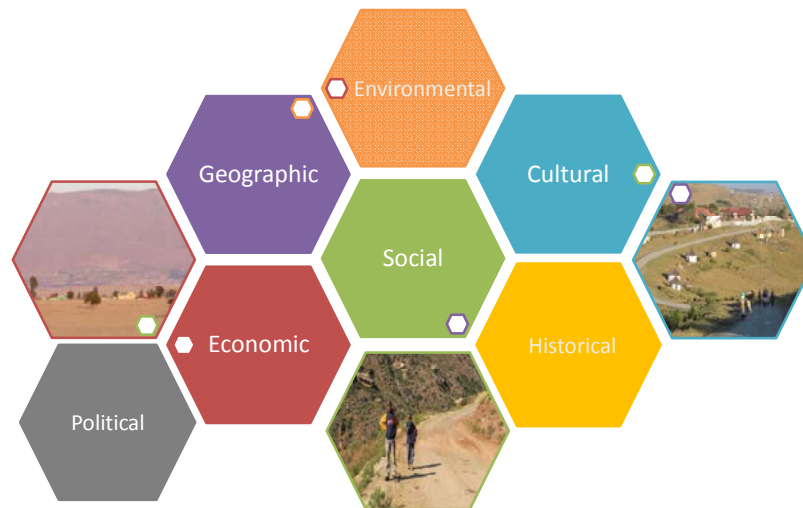 Environmental
Geographic
Cultural
Social
Economic
Historical
Political